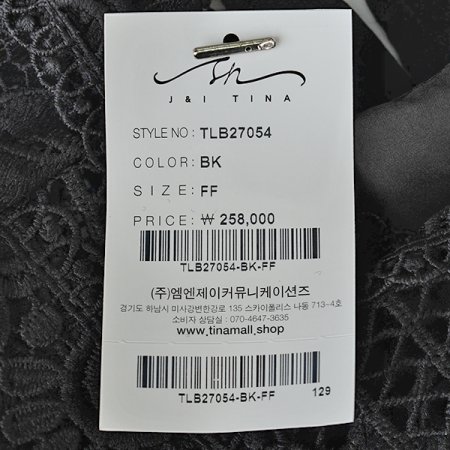 J & I TINA
STYLE NO : TLB27054
COLOR : BK
SIZE : FF
PRICE : ₩ 258,000
TLB27054-BK-FF
(주)엠엔제이커뮤니케이션즈
경기도 하남시 미사강변한강로 135 스카이폴리스 나동 713-4호
소비자 상담실 : 070-4647-3635
www.tinamall.shop
TLB27054-BK-FF
129